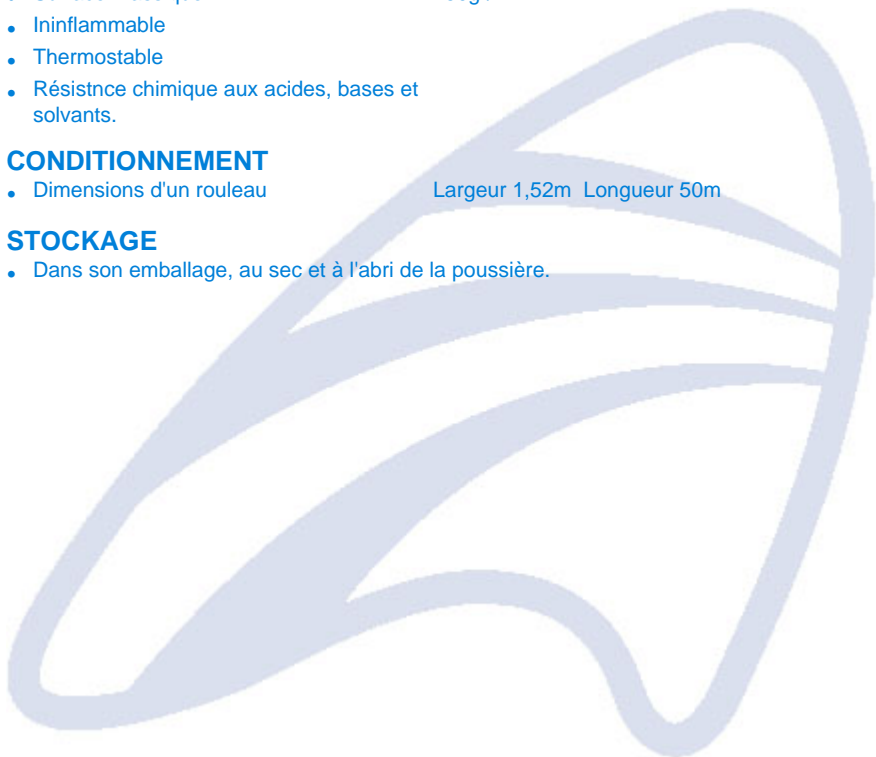 • Ininflammable
• Thermostable
• Résistnce chimique aux acides, bases et
solvants.
CONDITIONNEMENT
• Dimensions d'un rouleau Largeur 1,52m Longueur 50m
STOCKAGE
• Dans son emballage, au sec et à l'abri de la poussière.